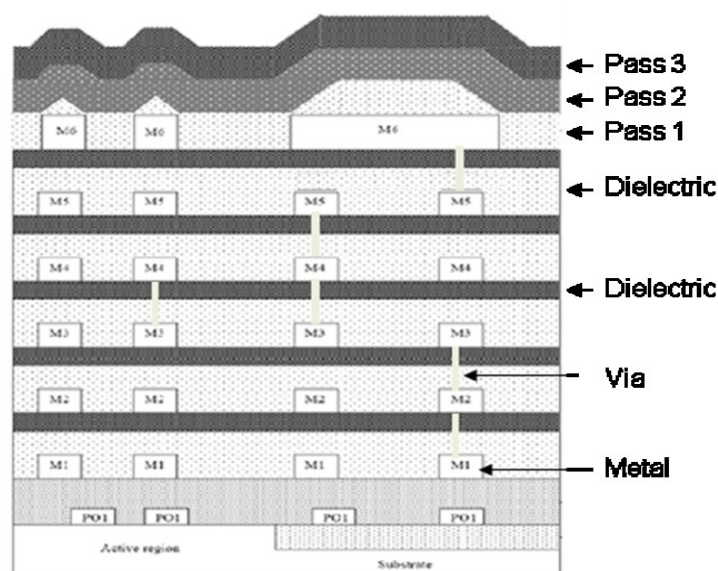 Pass 3
Pass 2
M6 M6 M6 Pass 1
Dielectric
M5 M5 M5 M5
M4 M4 M4 M4
Dielectric
M3 M3 M3 M3
Via
M2 M2 M2 M2
M1 M1 M1 M1 Metal
PO1 PO1 PO1 PO1
Active region
Substrate